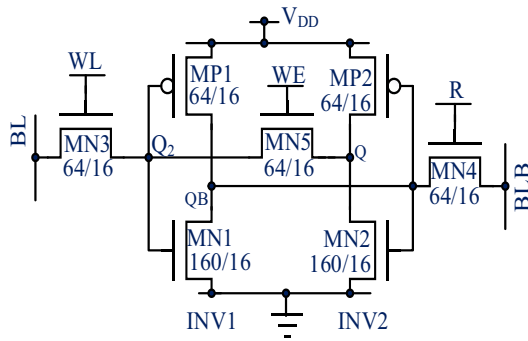 V_DD
WL
MP1
64/16
WE
MP2
64/16
R
BL
MN3
64/16
Q₂
MN5
64/16
Q
QB
MN4
64/16
BLB
MN1
160/16
MN2
160/16
INV1
INV2